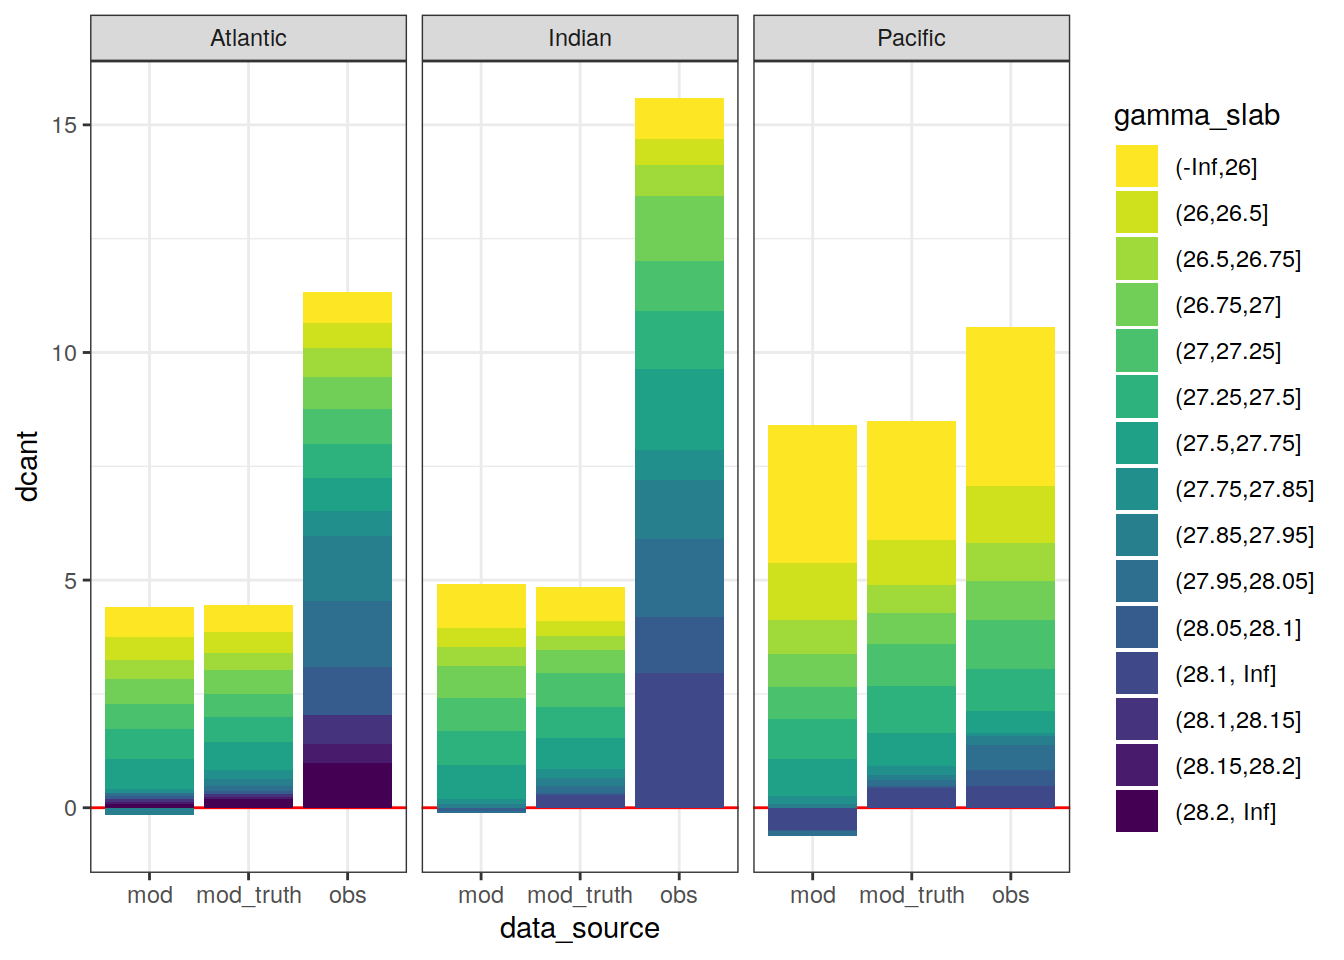 Atlantic
Indian
Pacific
dcant
15
10
5
0
mod mod_truth obs
mod mod_truth obs
mod mod_truth obs
data_source
gamma_slab
(-Inf,26]
(26,26.5]
(26.5,26.75]
(26.75,27]
(27,27.25]
(27.25,27.5]
(27.5,27.75]
(27.75,27.85]
(27.85,27.95]
(27.95,28.05]
(28.05,28.1]
(28.1, Inf]
(28.1,28.15]
(28.15,28.2]
(28.2, Inf]